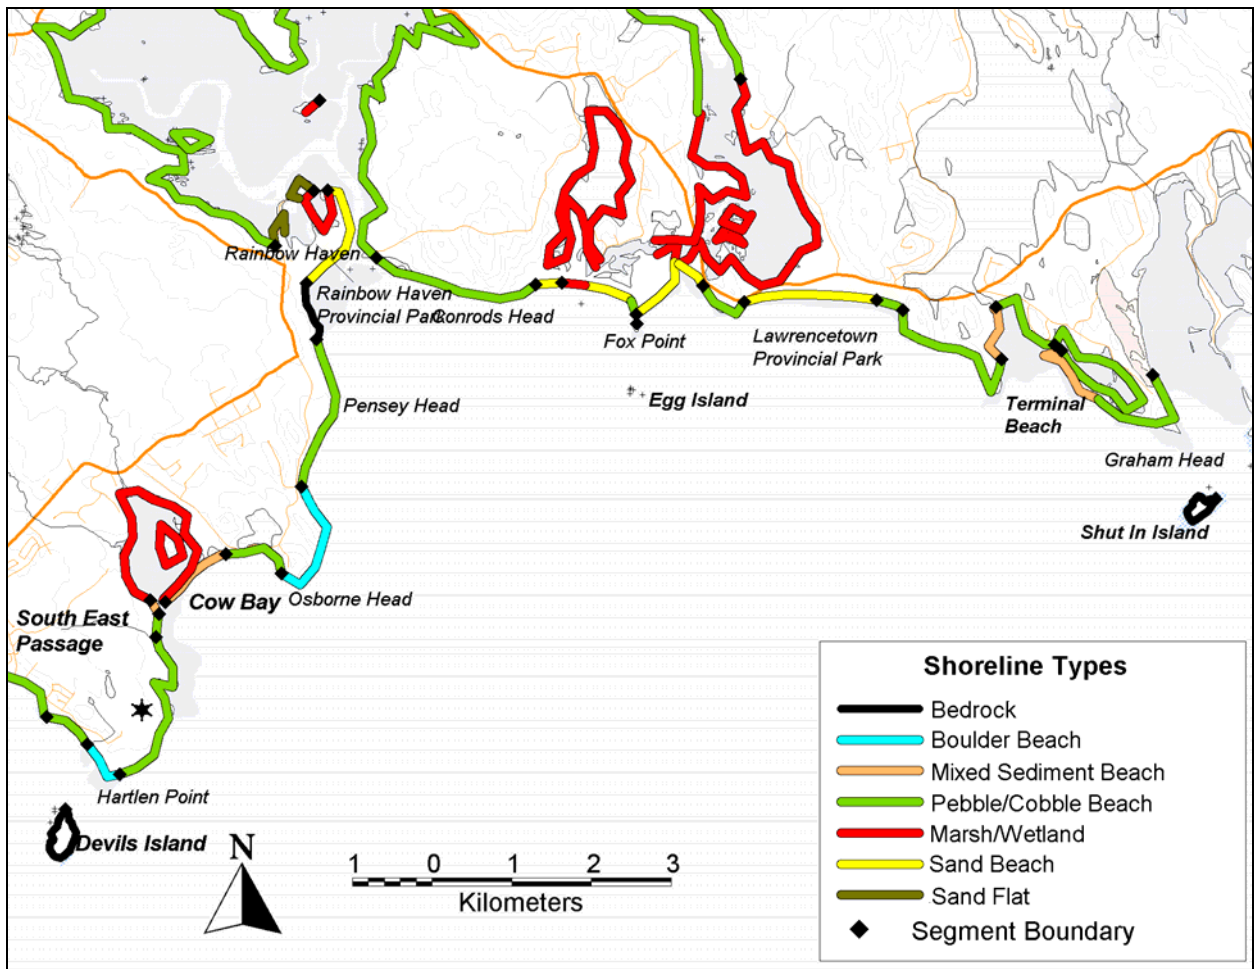 Rainbow Haven
Rainbow Haven
Provincial Park
Conrods Head
Fox Point
Lawrencetown
Provincial Park
Egg Island
Pensey Head
Terminal
Beach
Graham Head
Shut In Island
Cow Bay
Osborne Head
South East
Passage
Hartlen Point
Devils Island
N
1 0 1 2 3
Kilometers
Shoreline Types
Bedrock
Boulder Beach
Mixed Sediment Beach
Pebble/Cobble Beach
Marsh/Wetland
Sand Beach
Sand Flat
Segment Boundary